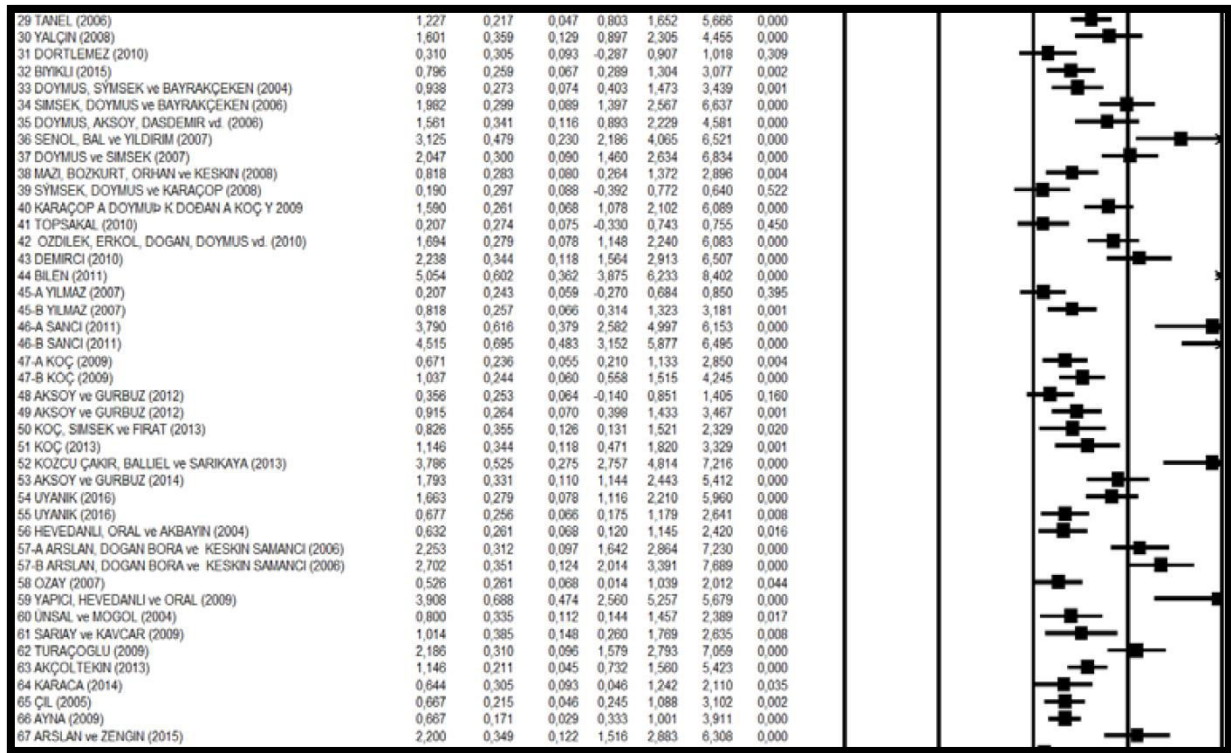 29 TANEL (2006) 1,227 0,217 0,047 0,803 1,652 5,666 0,000
30 YALÇIN (2008) 1,601 0,359 0,129 0,897 2,305 4,455 0,000
31 DORTLEMEZ (2010) 0,310 0,305 0,093 -0,287 0,907 1,018 0,309
32 BIYIKLI (2015) 0,796 0,259 0,067 0,289 1,304 3,077 0,002
33 DOYMUS, SÝMSEK ve BAYRAKÇEKEN (2004) 0,938 0,273 0,074 0,403 1,473 3,439 0,001
34 SIMSEK, DOYMUS ve BAYRAKÇEKEN (2006) 1,982 0,299 0,089 1,397 2,567 6,637 0,000
35 DOYMUS, AKSOY, DASDEMIR vd. (2006) 1,561 0,341 0,116 0,893 2,229 4,581 0,000
36 SENOL, BAL ve YILDIRIM (2007) 3,125 0,479 0,230 2,186 4,065 6,521 0,000
37 DOYMUS ve SIMSEK (2007) 2,047 0,300 0,090 1,460 2,634 6,834 0,000
38 MAZI, BOZKURT, ORHAN ve KESKIN (2008) 0,818 0,283 0,080 0,264 1,372 2,896 0,004
39 SÝMSEK, DOYMUS ve KARAÇOP (2008) 0,190 0,297 0,088 -0,392 0,772 0,640 0,522
40 KARAÇOP A DOYMUÞ K DOÐAN A KOÇ Y 2009 1,590 0,261 0,068 1,078 2,102 6,089 0,000
41 TOPSAKAL (2010) 0,207 0,274 0,075 -0,330 0,743 0,755 0,450
42 OZDILEK, ERKOL, DOGAN, DOYMUS vd. (2010) 1,694 0,279 0,078 1,148 2,240 6,083 0,000
43 DEMIRCI (2010) 2,238 0,344 0,118 1,564 2,913 6,507 0,000
44 BILEN (2011) 5,054 0,602 0,362 3,875 6,233 8,402 0,000
45-A YILMAZ (2007) 0,207 0,243 0,059 -0,270 0,684 0,850 0,395
45-B YILMAZ (2007) 0,818 0,257 0,066 0,314 1,323 3,181 0,001
46-A SANCI (2011) 3,790 0,616 0,379 2,582 4,997 6,153 0,000
46-B SANCI (2011) 4,515 0,695 0,483 3,152 5,877 6,495 0,000
47-A KOÇ (2009) 0,671 0,236 0,055 0,210 1,133 2,850 0,004
47-B KOÇ (2009) 1,037 0,244 0,060 0,558 1,515 4,245 0,000
48 AKSOY ve GURBUZ (2012) 0,356 0,253 0,064 -0,140 0,851 1,405 0,160
49 AKSOY ve GURBUZ (2012) 0,915 0,264 0,070 0,398 1,433 3,467 0,001
50 KOÇ, SIMSEK ve FIRAT (2013) 0,826 0,355 0,126 0,131 1,521 2,329 0,020
51 KOÇ (2013) 1,146 0,344 0,118 0,471 1,820 3,329 0,001
52 KOZCU ÇAKIR, BALLIEL ve SARIKAYA (2013) 3,786 0,525 0,275 2,757 4,814 7,216 0,000
53 AKSOY ve GURBUZ (2014) 1,793 0,331 0,110 1,144 2,443 5,412 0,000
54 UYANIK (2016) 1,663 0,279 0,078 1,116 2,210 5,960 0,000
55 UYANIK (2016) 0,677 0,256 0,066 0,175 1,179 2,641 0,008
56 HEVEDANLI, ORAL ve AKBAYIN (2004) 0,632 0,261 0,068 0,120 1,145 2,420 0,016
57-A ARSLAN, DOGAN BORA ve KESKIN SAMANCI (2006) 2,253 0,312 0,097 1,642 2,864 7,230 0,000
57-B ARSLAN, DOGAN BORA ve KESKIN SAMANCI (2006) 2,702 0,351 0,124 2,014 3,391 7,689 0,000
58 OZAY (2007) 0,526 0,261 0,068 0,014 1,039 2,012 0,044
59 YAPICI, HEVEDANLI ve ORAL (2009) 3,908 0,688 0,474 2,560 5,257 5,679 0,000
60 ÜNSAL ve MOGOL (2004) 0,800 0,335 0,112 0,144 1,457 2,389 0,017
61 SARIAY ve KAVCAR (2009) 1,014 0,385 0,148 0,260 1,769 2,635 0,008
62 TURAÇOGLU (2009) 2,186 0,310 0,096 1,579 2,793 7,059 0,000
63 AKÇOLTEKIN (2013) 1,146 0,211 0,045 0,732 1,560 5,423 0,000
64 KARACA (2014) 0,644 0,305 0,093 0,046 1,242 2,110 0,035
65 ÇIL (2005) 0,667 0,215 0,046 0,245 1,088 3,102 0,002
66 AYNA (2009) 0,667 0,171 0,029 0,333 1,001 3,911 0,000
67 ARSLAN ve ZENGIN (2015) 2,200 0,349 0,122 1,516 2,883 6,308 0,000